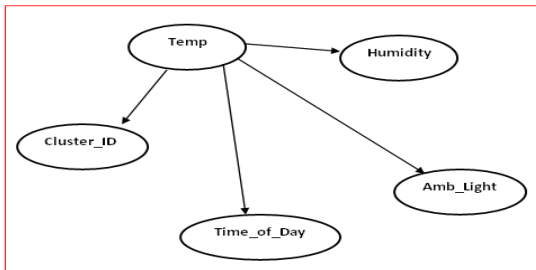 Temp
Humidity
Cluster_ID
Amb_Light
Time_of_Day